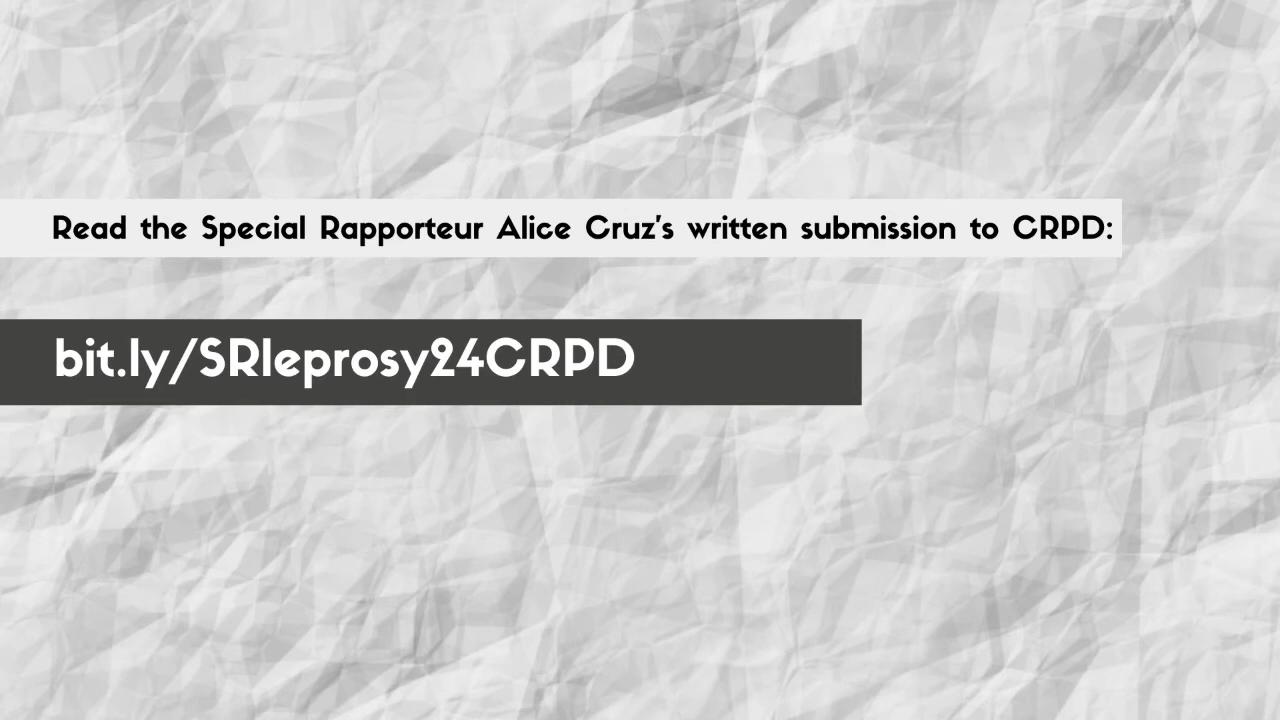 Read the Special Rapporteur Alice Cruz's written submission to CRPD:
bit.ly/SRleprosy24CRPD